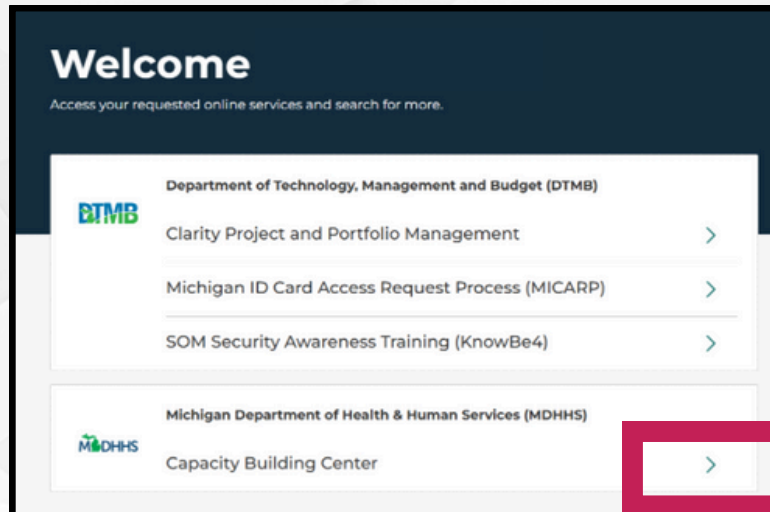 Welcome
Access your requested online services and search for more.
DTMB
Department of Technology, Management and Budget (DTMB)
Clarity Project and Portfolio Management
Michigan ID Card Access Request Process (MICARP)
SOM Security Awareness Training (KnowBe4)
MDHHS
Michigan Department of Health & Human Services (MDHHS)
Capacity Building Center